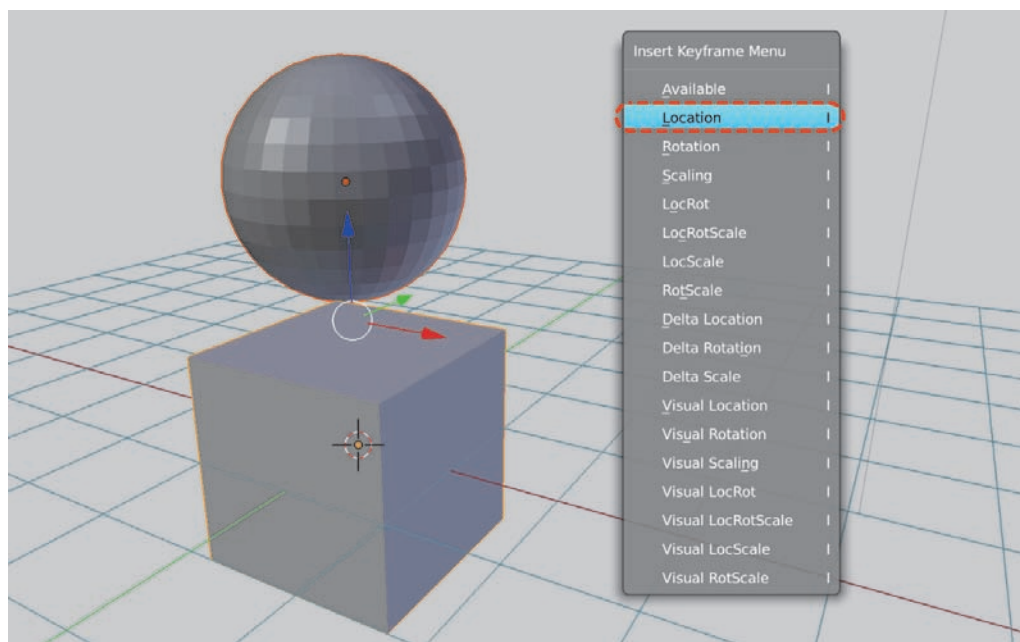 Insert Keyframe Menu
Available I
Location I
Rotation I
Scaling I
LocRot I
LocRotScale I
LocScale I
RotScale I
Delta Location I
Delta Rotation I
Delta Scale I
Visual Location I
Visual Rotation I
Visual Scaling I
Visual LocRot I
Visual LocRotScale I
Visual LocScale I
Visual RotScale I